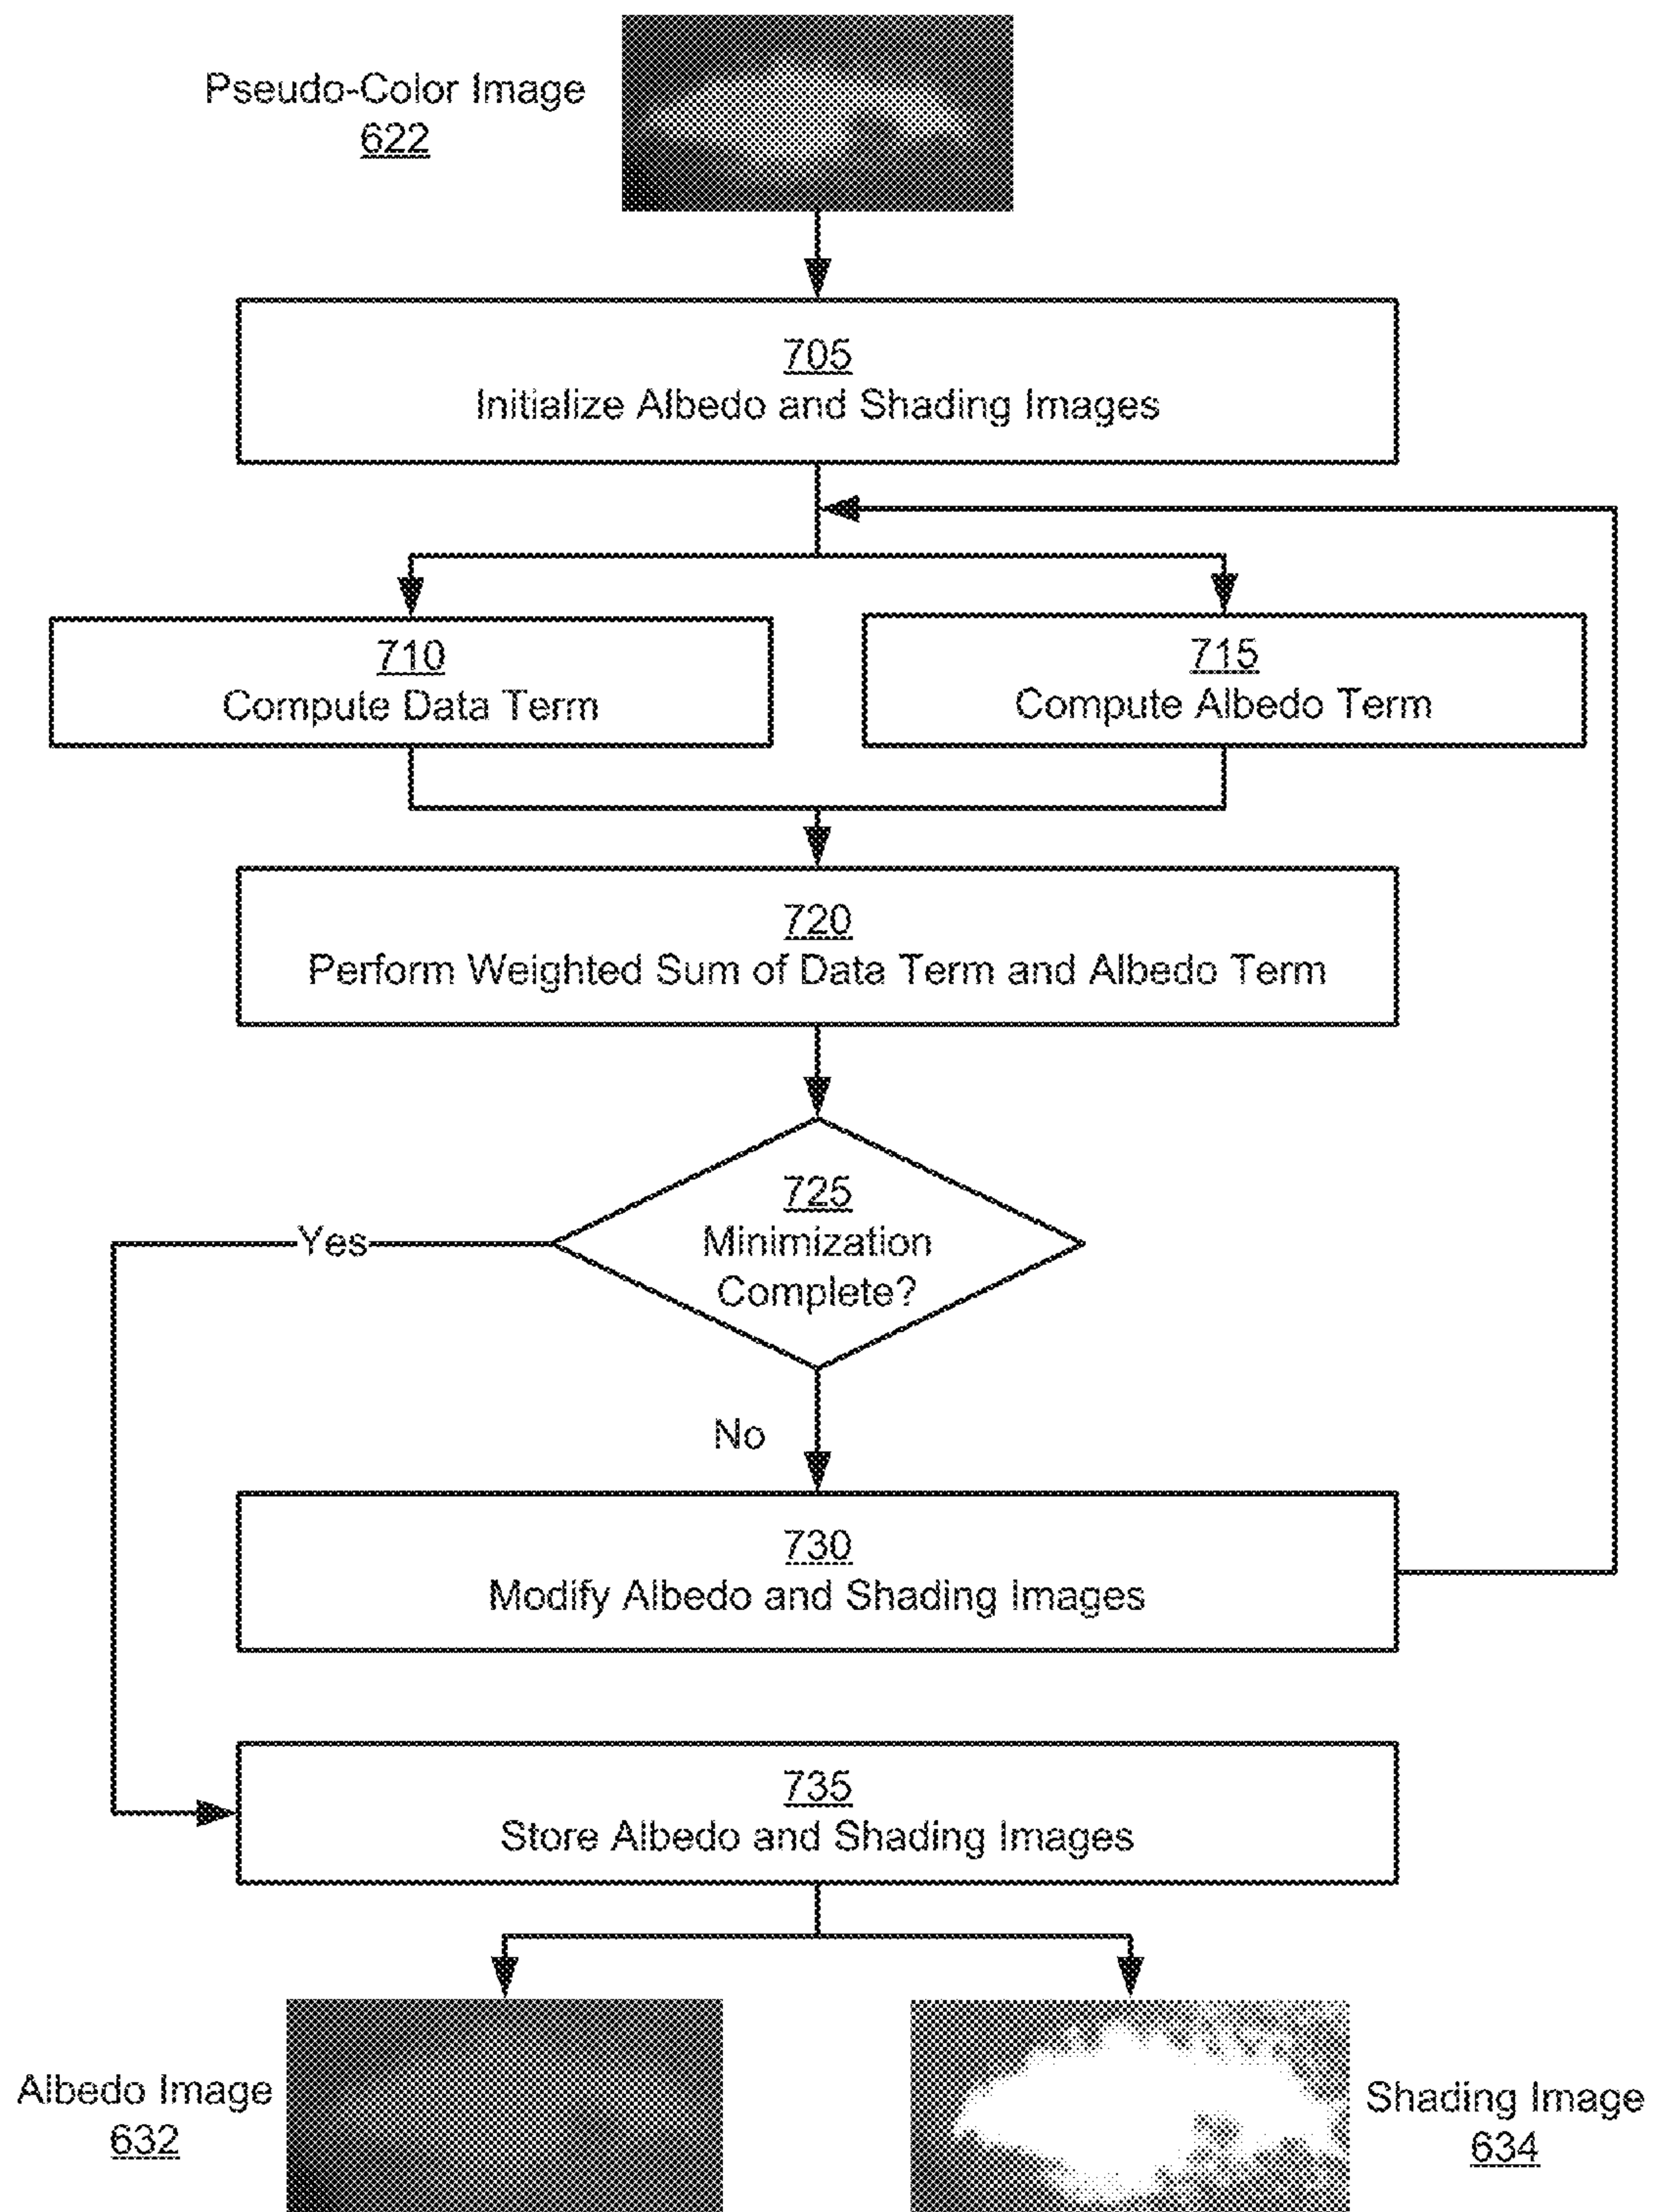 Pseudo-Color Image
622
705
Initialize Albedo and Shading Images
710
Compute Data Term
715
Compute Albedo Term
720
Perform Weighted Sum of Data Term and Albedo Term
725
Minimization
Complete?
Yes
No
730
Modify Albedo and Shading Images
735
Store Albedo and Shading Images
Albedo Image
632
Shading Image
634